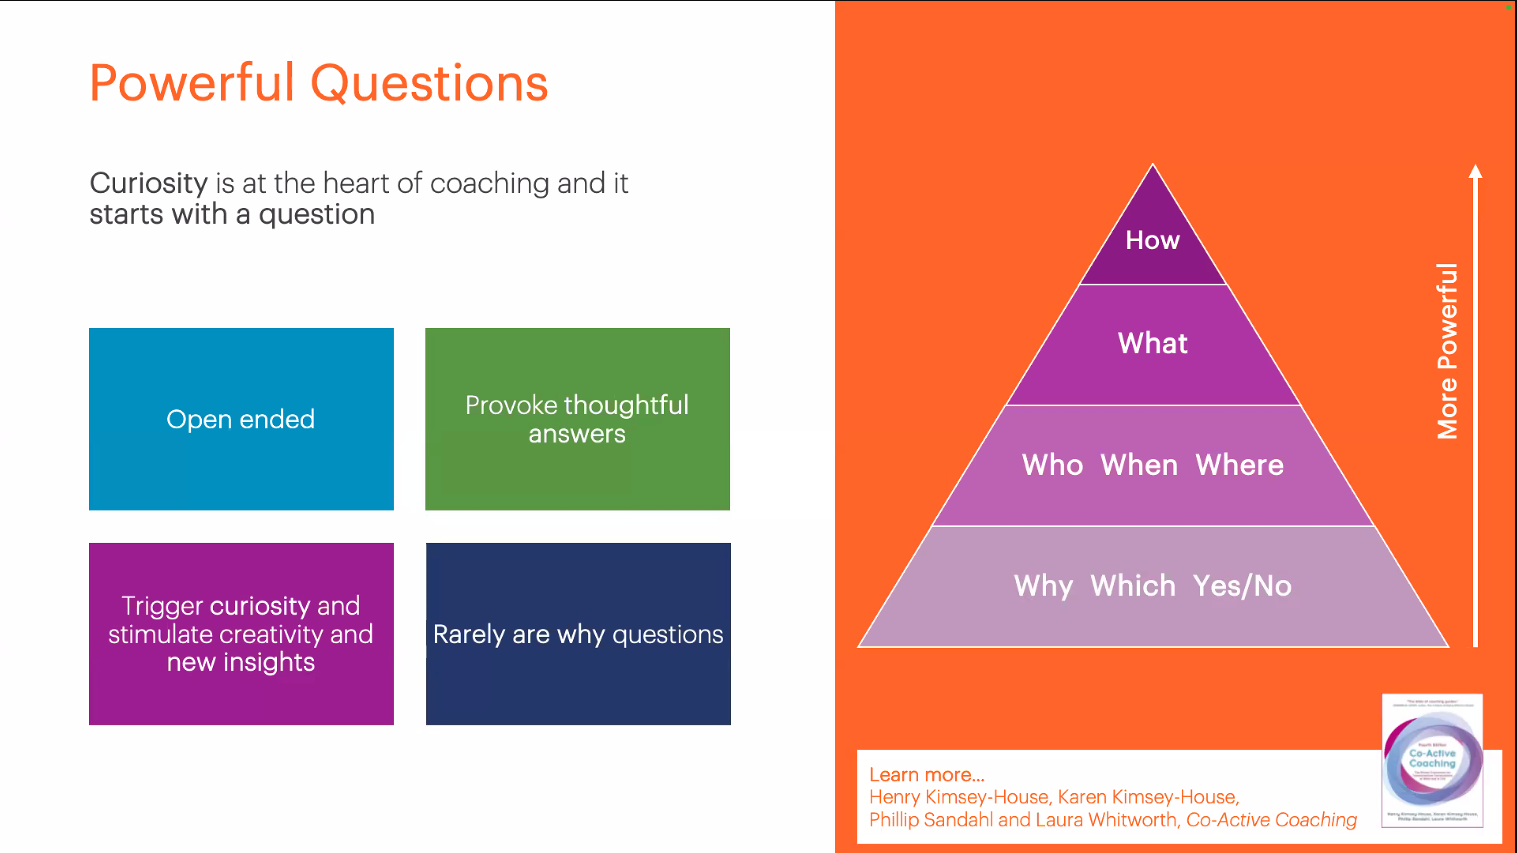 Powerful Questions
Curiosity is at the heart of coaching and it
starts with a question
Open ended
Provoke thoughtful
answers
Trigger curiosity and
stimulate creativity and
new insights
Rarely are why questions
How
What
Who When Where
Why Which Yes/No
More Powerful
Learn more...
Henry Kimsey-House, Karen Kimsey-House,
Phillip Sandahl and Laura Whitworth, Co-Active Coaching
Fourth Edition
Co-Active
Coaching